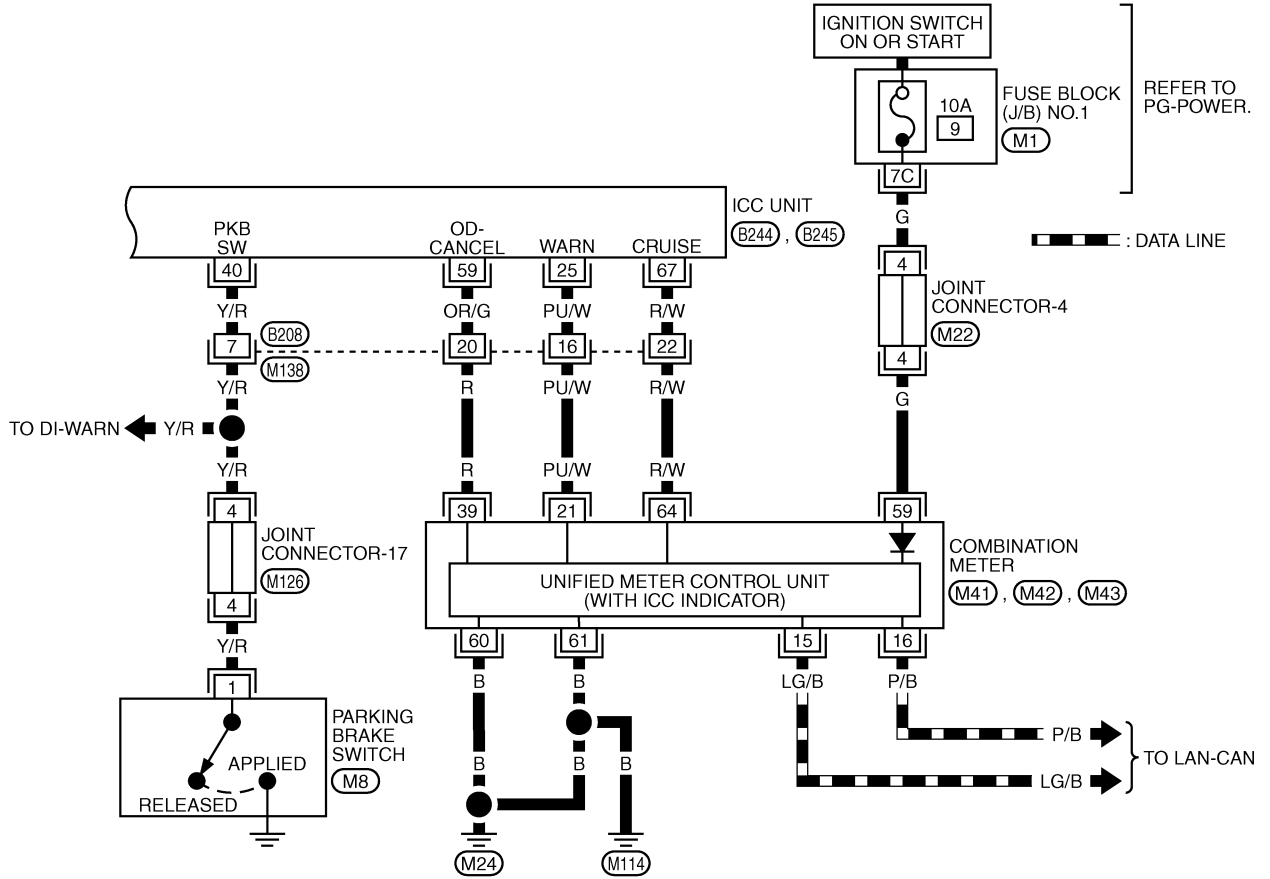 IGNITION SWITCH
ON OR START
10A
9
FUSE BLOCK
(J/B) NO.1
M1
REFER TO
PG-POWER.
7C
G
4
JOINT
CONNECTOR-4
M22
4
G
: DATA LINE
ICC UNIT
B244 , B245
PKB
SW
OD-
CANCEL
WARN
CRUISE
40
59
25
67
Y/R
OR/G
PU/W
R/W
7
B208
M138
20
16
22
Y/R
R
PU/W
R/W
TO DI-WARN
Y/R
Y/R
R
PU/W
R/W
4
JOINT
CONNECTOR-17
M126
4
Y/R
1
PARKING
BRAKE
SWITCH
M8
APPLIED
RELEASED
39
21
64
59
COMBINATION
METER
M41 , M42 , M43
UNIFIED METER CONTROL UNIT
(WITH ICC INDICATOR)
60
61
15
16
B
B
LG/B
P/B
B
B
B
P/B
LG/B
TO LAN-CAN
M24
M114